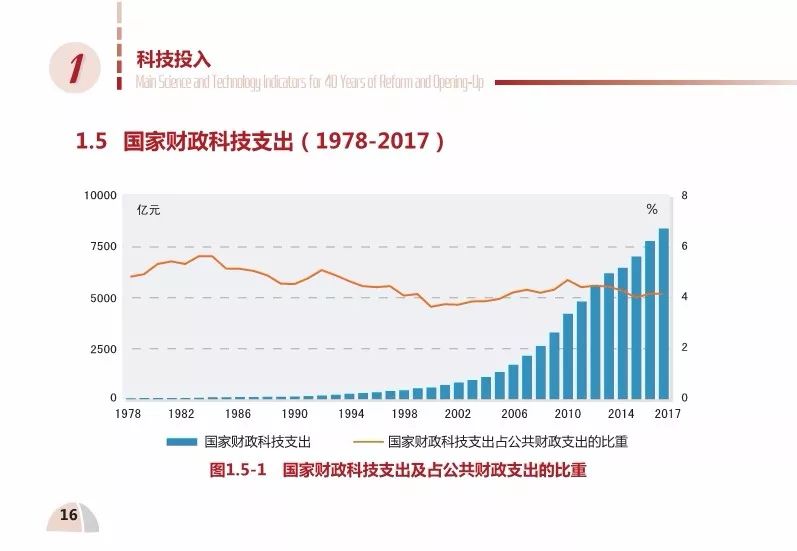 1
科技投入
Main Science and Technology Indicators for 40 Years of Reform and Opening-Up
1.5 国家财政科技支出（1978-2017）
10000 8
亿元 %
7500 6
5000 4
2500 2
0 0
1978 1982 1986 1990 1994 1998 2002 2006 2010 2014 2017
国家财政科技支出 国家财政科技支出占公共财政支出的比重
图1.5-1 国家财政科技支出及占公共财政支出的比重
16